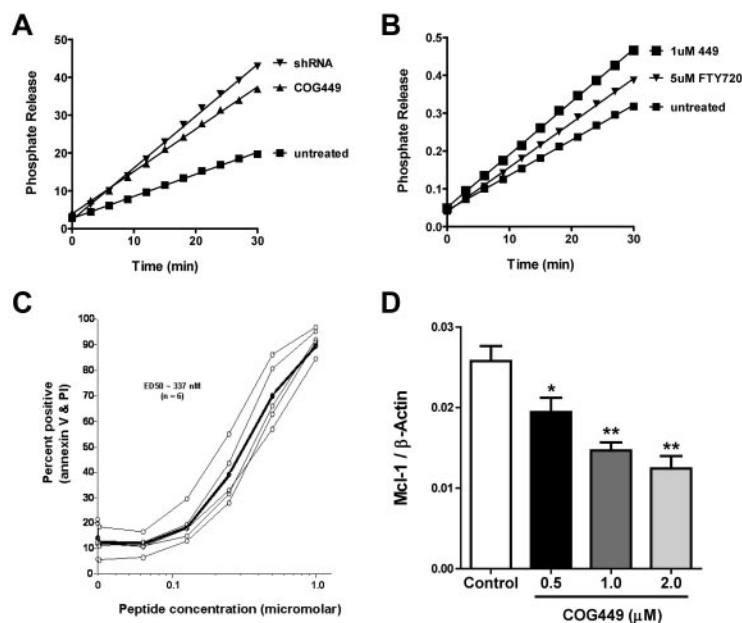 A
Phosphate Release
50
40
30
20
10
0
0 10 20 30
Time (min)
shRNA
COG449
untreated
B
Phosphate Release
0.5
0.4
0.3
0.2
0.1
0.0
0 10 20 30
Time (min)
1uM 449
5uM FTY720
untreated
C
Percent positive
(annexin V & PI)
100
90
80
70
60
50
40
30
20
10
0
ED50 ~ 337 nM
(n = 6)
0 0.1 1.0
Peptide concentration (micromolar)
D
Mcl-1 / β-Actin
0.03
0.02
0.01
0.00
*
**
**
Control 0.5 1.0 2.0
COG449 (μM)